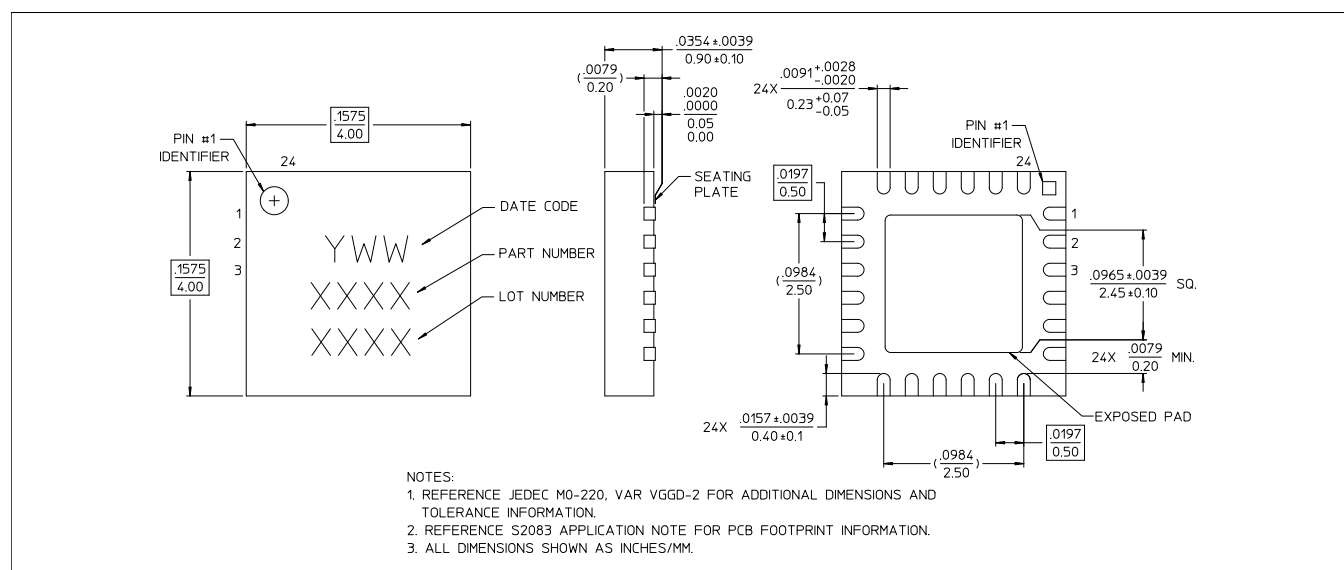 .1575
4.00
PIN #1
IDENTIFIER
24
1
2
3
.1575
4.00
YWW
XXXX
XXXX
DATE CODE
PART NUMBER
LOT NUMBER
.0354±.0039
0.90±0.10
(.0079
0.20)
.0020
.0000
0.05
0.00
SEATING
PLATE
24X .0091 +.0028
-.0020
0.23 +0.07
-0.05
PIN #1
IDENTIFIER
24
.0197
0.50
1
2
3
(.0984
2.50)
.0965±.0039
2.45±0.10 SQ.
24X .0079 MIN.
0.20
EXPOSED PAD
24X .0157±.0039
0.40±0.1
.0197
0.50
(.0984
2.50)
NOTES:
1. REFERENCE JEDEC MO-220, VAR VGGD-2 FOR ADDITIONAL DIMENSIONS AND
TOLERANCE INFORMATION.
2. REFERENCE S2083 APPLICATION NOTE FOR PCB FOOTPRINT INFORMATION.
3. ALL DIMENSIONS SHOWN AS INCHES/MM.